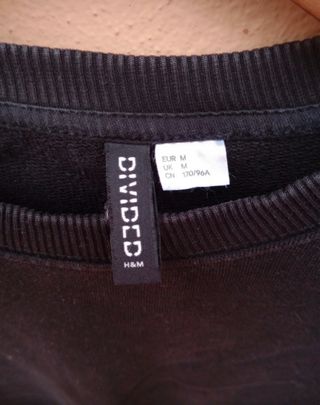 DIVIDED
H&M
EUR M
UK M
CN 170/96A